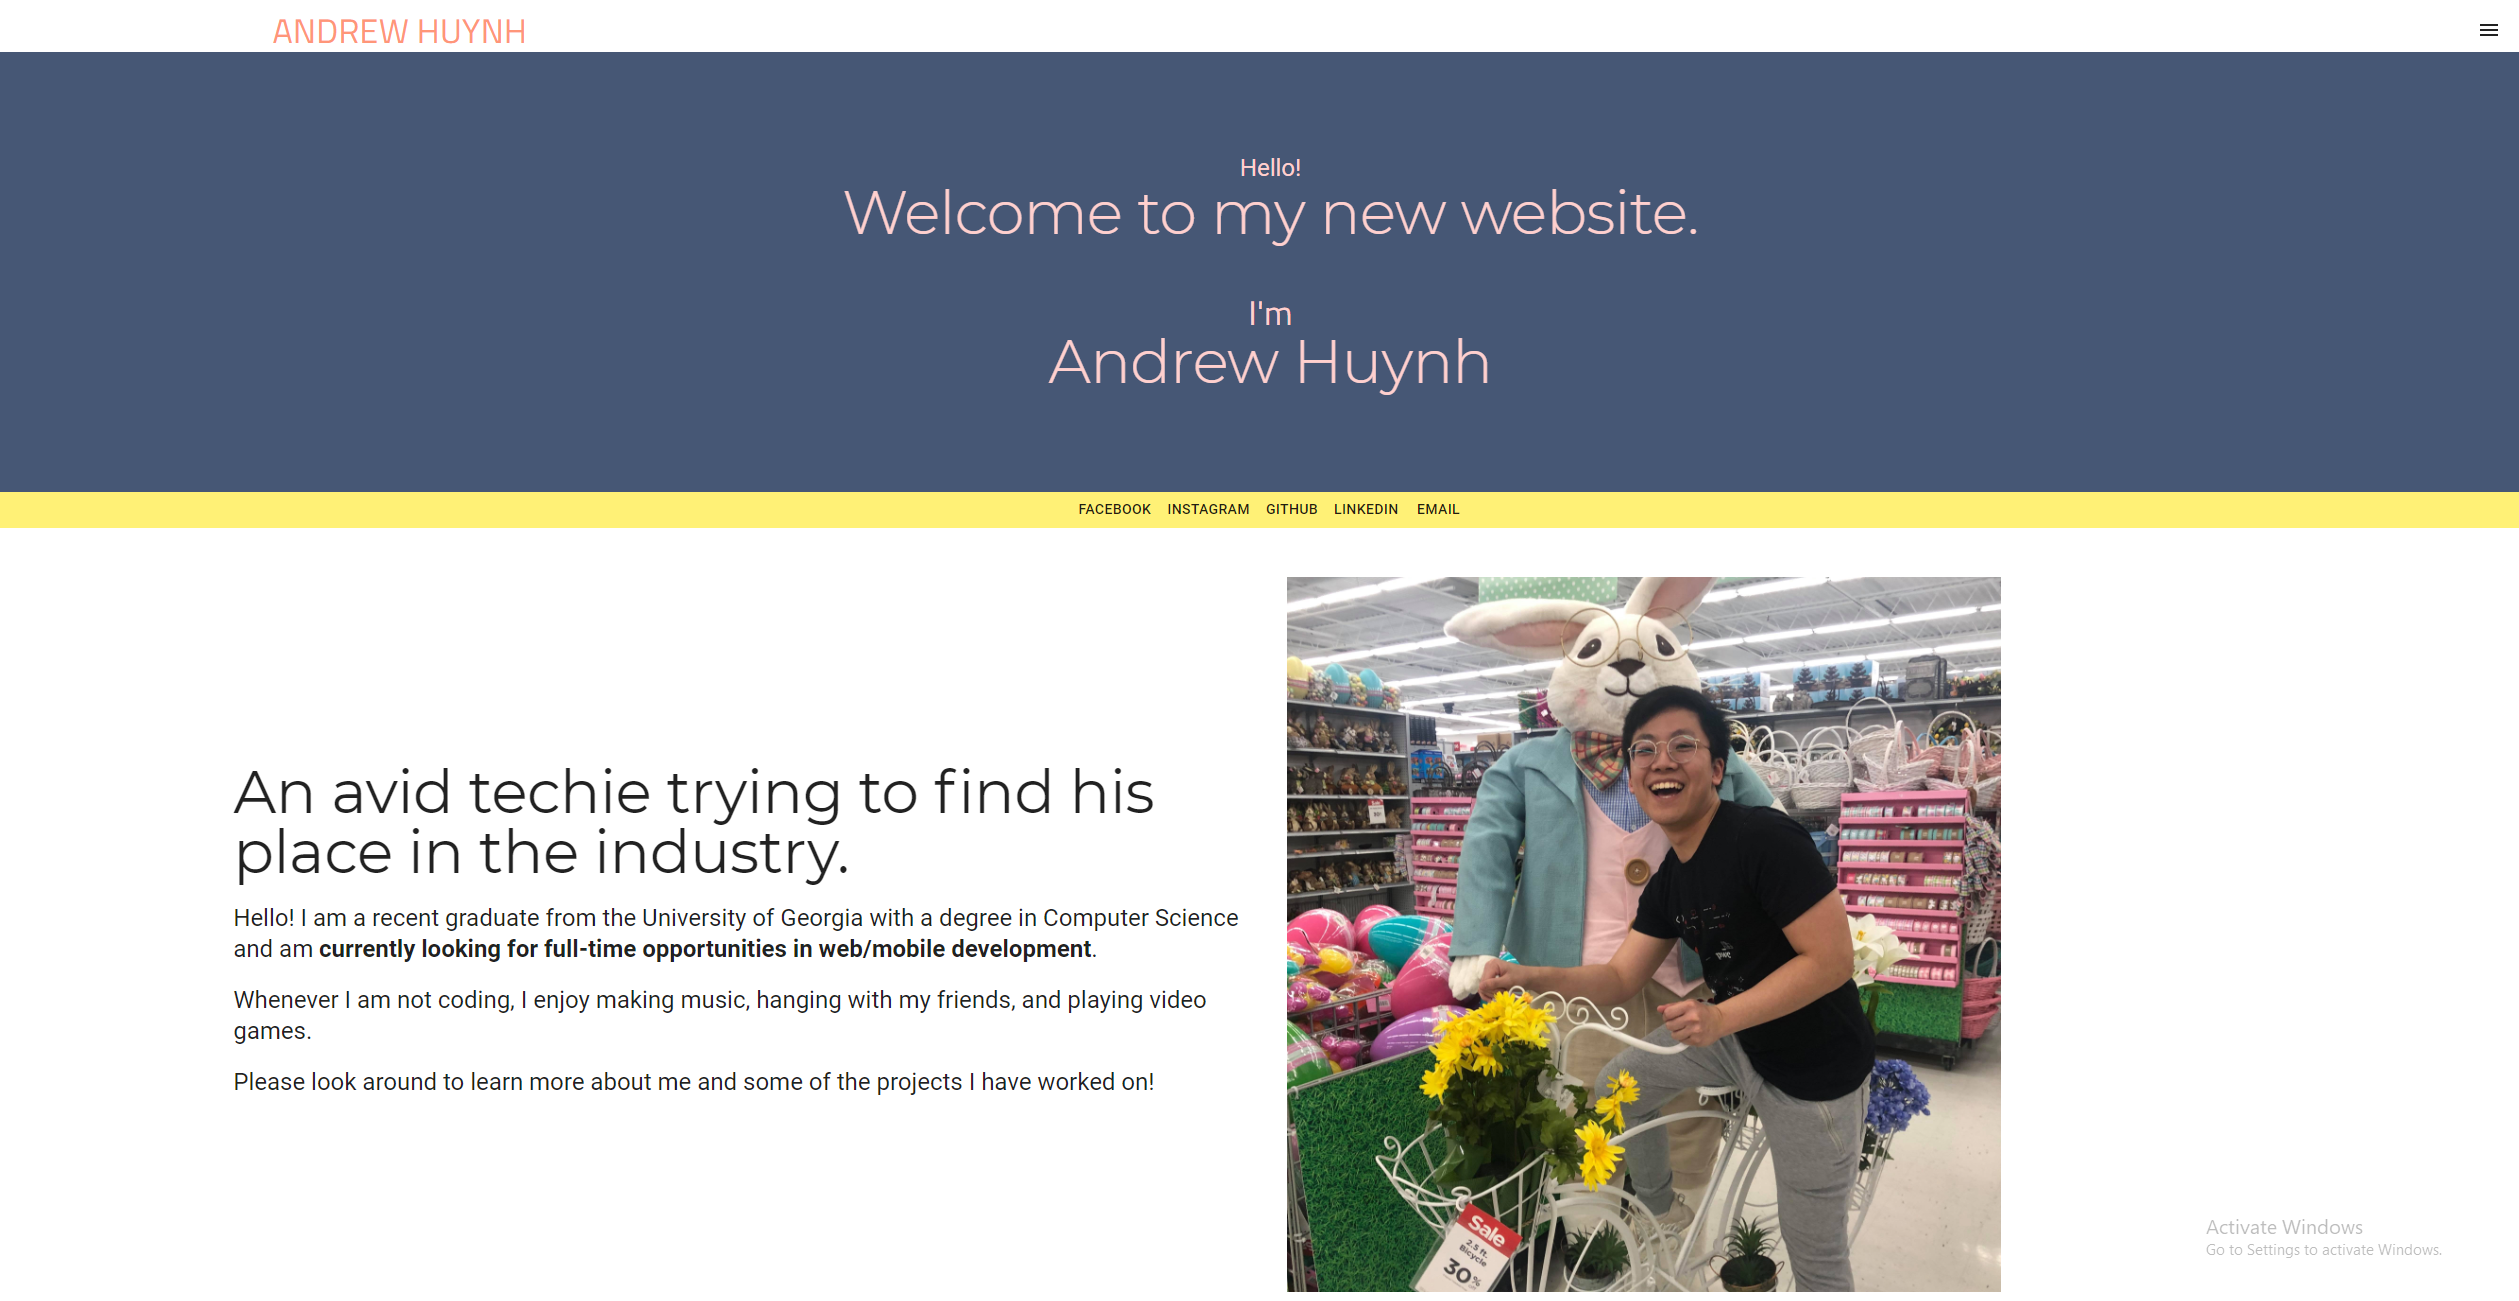 ANDREW HUYNH
Hello!
Welcome to my new website.
I'm
Andrew Huynh
FACEBOOK INSTAGRAM GITHUB LINKEDIN EMAIL
An avid techie trying to find his
place in the industry.
Hello! I am a recent graduate from the University of Georgia with a degree in Computer Science
and am currently looking for full-time opportunities in web/mobile development.
Whenever I am not coding, I enjoy making music, hanging with my friends, and playing video
games.
Please look around to learn more about me and some of the projects I have worked on!
Sale
2.5 ft.
Bicycle
30%
Activate Windows
Go to Settings to activate Windows.